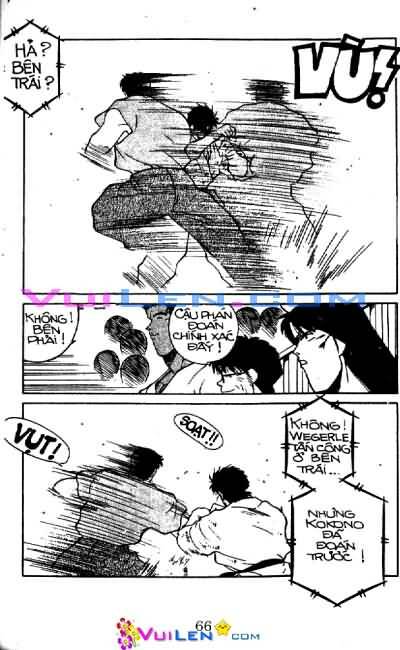 HẢ?
BÊN
TRÁI?
VÙ!
VuiLen.com
KHÔNG!
BÊN
PHẢI!
CẬU PHÁN
ĐOÁN
CHÍNH XÁC
ĐẤY!
VỤT!
SOẠT!!
KHÔNG!
WEGERLE
TẤN CÔNG
Ở BÊN
TRÁI...
NHƯNG
KOKONO
ĐÃ
ĐOÁN
TRƯỚC!
66
VuiLen.com